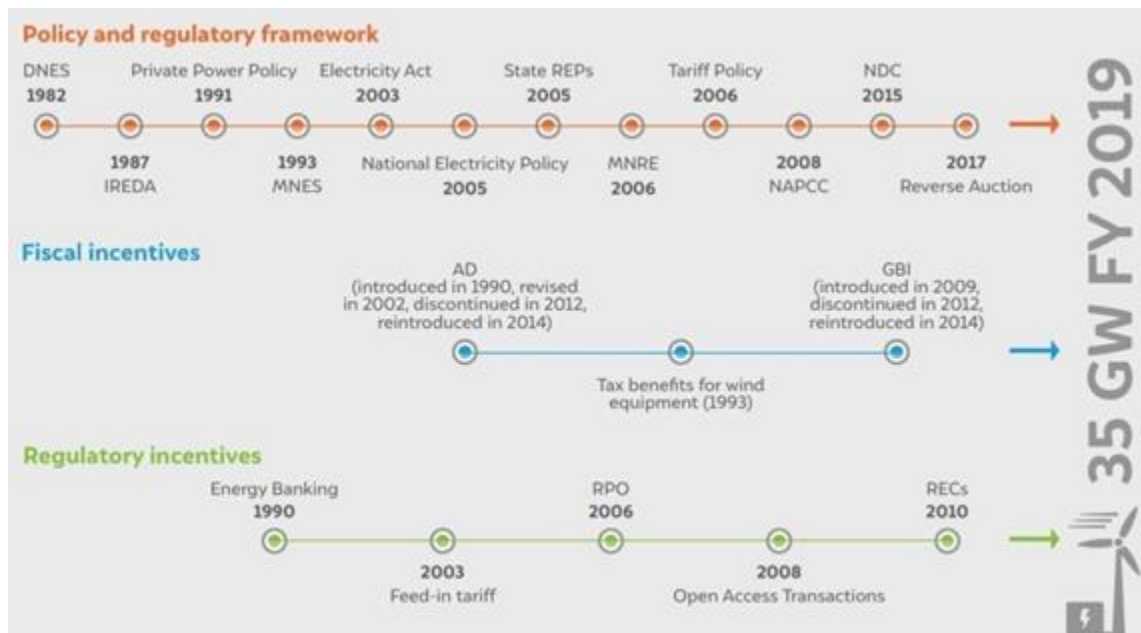 Policy and regulatory framework
DNES Private Power Policy Electricity Act State REPs Tariff Policy NDC
1982 1991 2003 2005 2006 2015
1987 1993 National Electricity Policy MNRE 2008 2017
IREDA MNES 2005 2006 NAPCC Reverse Auction
Fiscal incentives
AD
(introduced in 1990, revised
in 2002, discontinued in 2012,
reintroduced in 2014)
GBI
(introduced in 2009,
discontinued in 2012,
reintroduced in 2014)
Tax benefits for wind
equipment (1993)
Regulatory incentives
Energy Banking RPO RECs
1990 2006 2010
2003 2008
Feed-in tariff Open Access Transactions
35 GW FY 2019